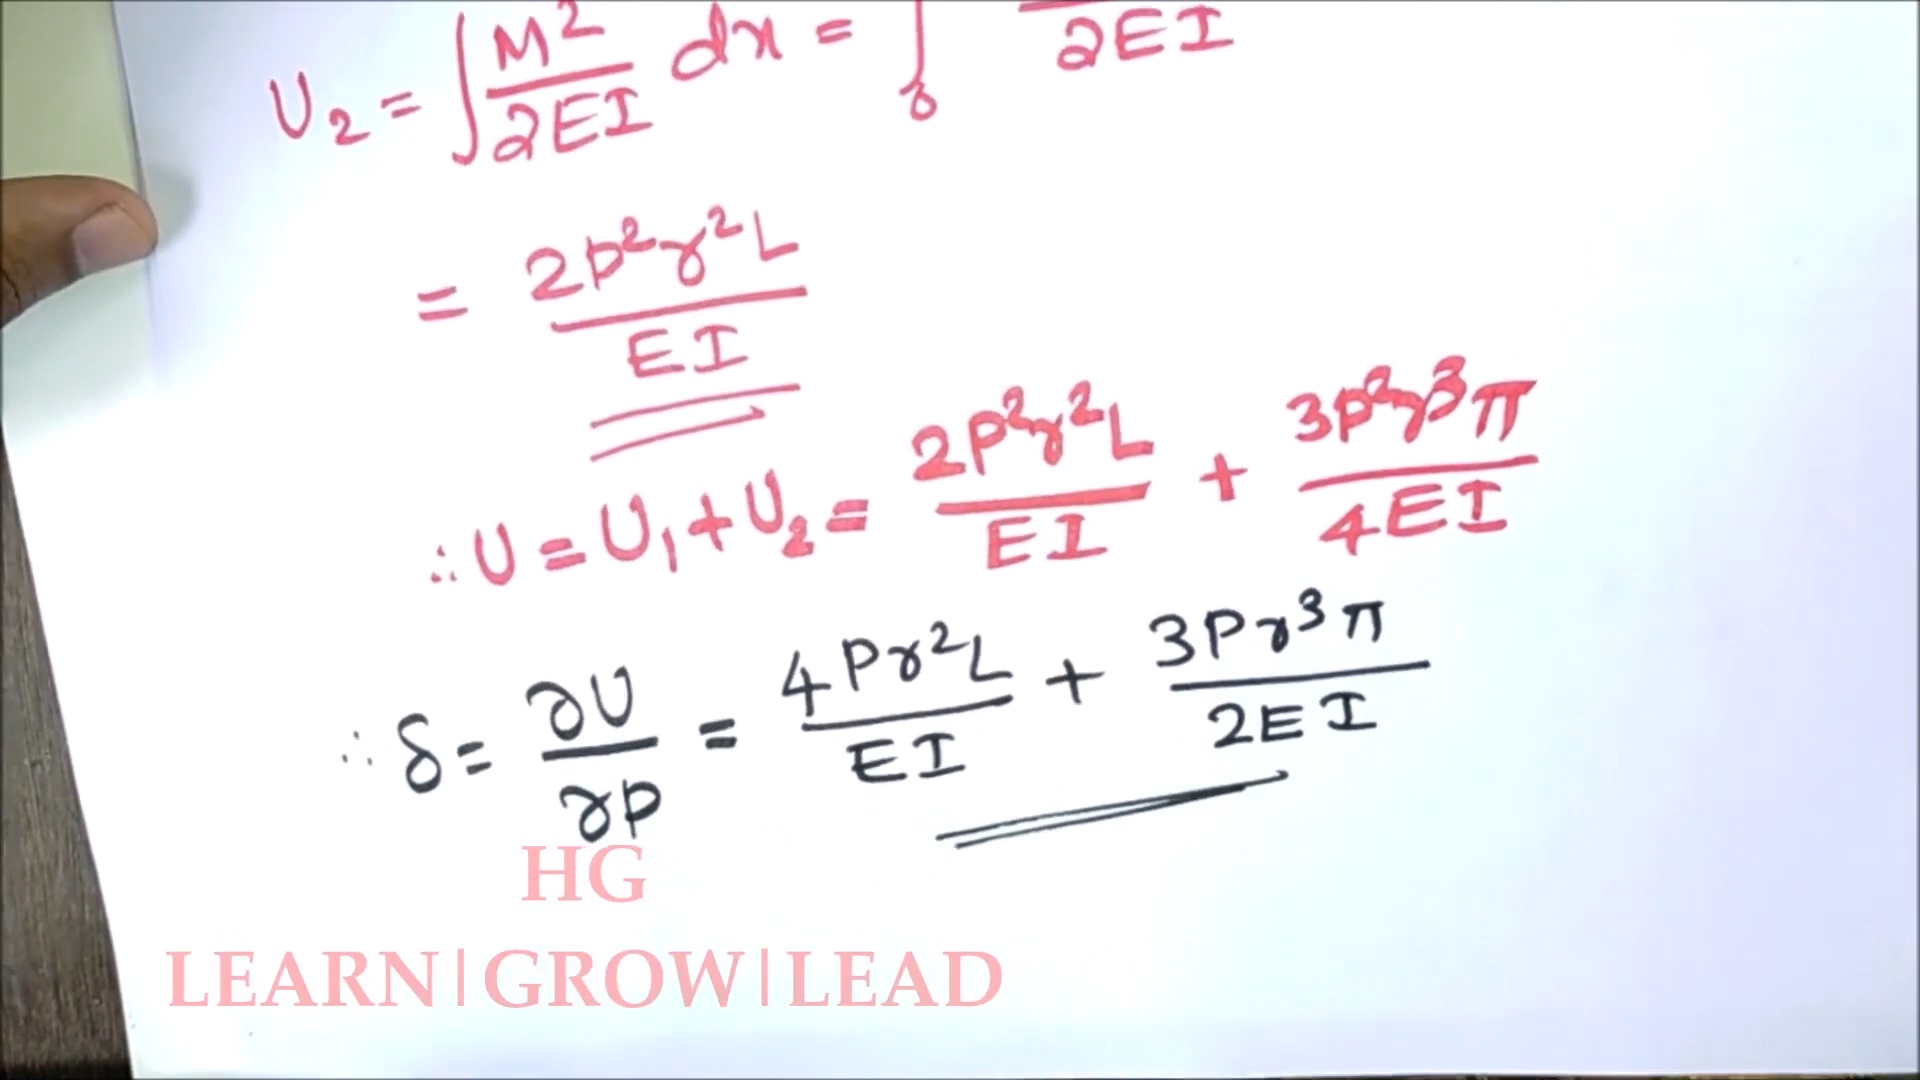 U₂ = ∫ M²/2EI dx = ∫₀ /2EI
= 2P²r²L/EI
∴ U = U₁ + U₂ = 2P²r²L/EI + 3P²r³π/4EI
∴ δ = ∂U/∂P = 4Pr²L/EI + 3Pr³π/2EI
HG
LEARN|GROW|LEAD